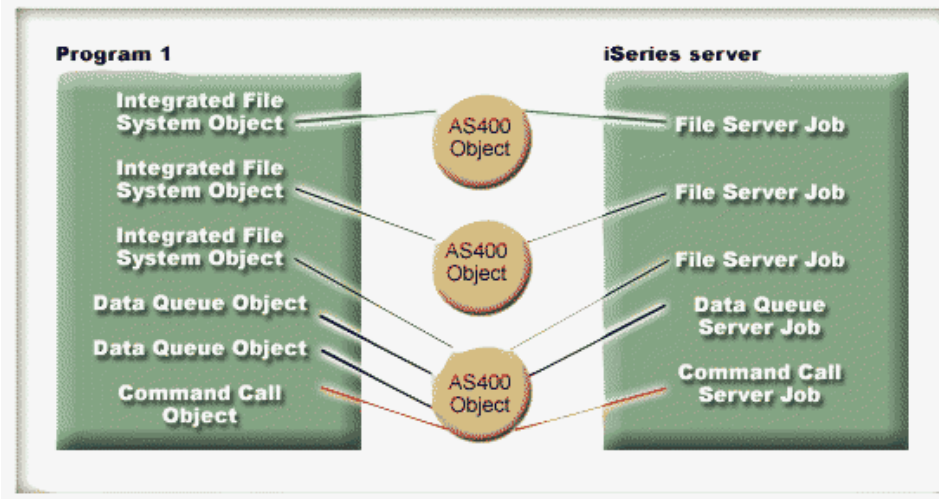 Program 1
Integrated File
System Object
Integrated File
System Object
Integrated File
System Object
Data Queue Object
Data Queue Object
Command Call
Object
AS400
Object
AS400
Object
AS400
Object
iSeries server
File Server Job
File Server Job
File Server Job
Data Queue
Server Job
Command Call
Server Job